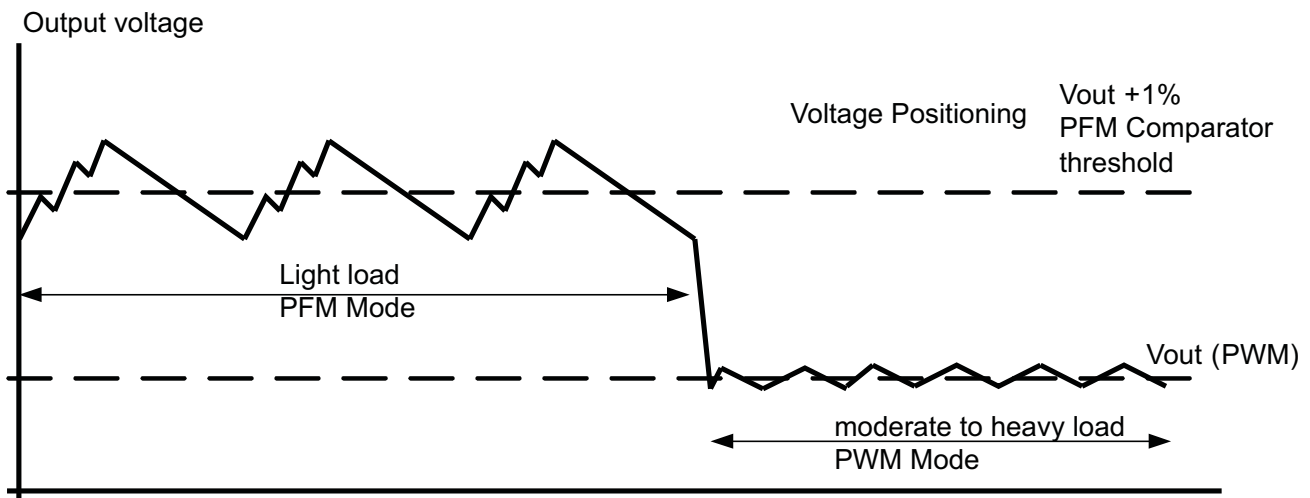 Output voltage
Voltage Positioning
Vout +1%
PFM Comparator
threshold
Light load
PFM Mode
Vout (PWM)
moderate to heavy load
PWM Mode